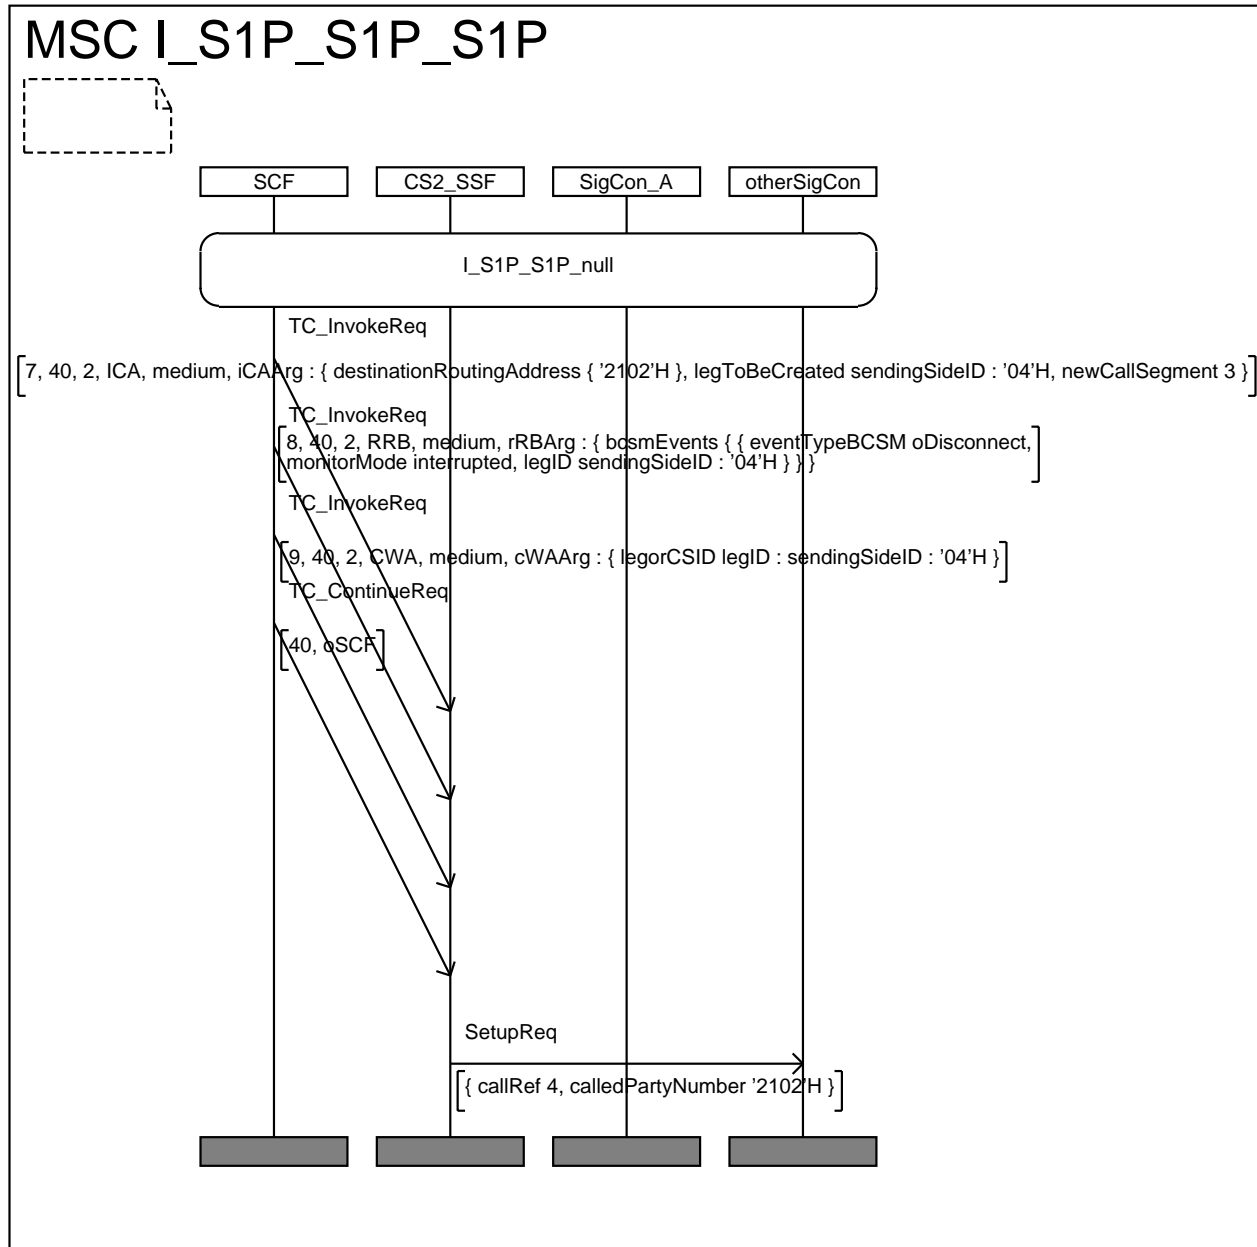 MSC I_S1P_S1P_S1P
SCF
CS2_SSF
SigCon_A
otherSigCon
I_S1P_S1P_null
TC_InvokeReq
7, 40, 2, ICA, medium, iCAArg : { destinationRoutingAddress { '2102'H }, legToBeCreated sendingSideID : '04'H, newCallSegment 3 }
TC_InvokeReq
8, 40, 2, RRB, medium, rRBArg : { bcsmEvents { { eventTypeBCSM oDisconnect,
monitorMode interrupted, legID sendingSideID : '04'H } } }
TC_InvokeReq
9, 40, 2, CWA, medium, cWAArg : { legorCSID legID : sendingSideID : '04'H }
TC_ContinueReq
40, oSCF
SetupReq
{ callRef 4, calledPartyNumber '2102'H }